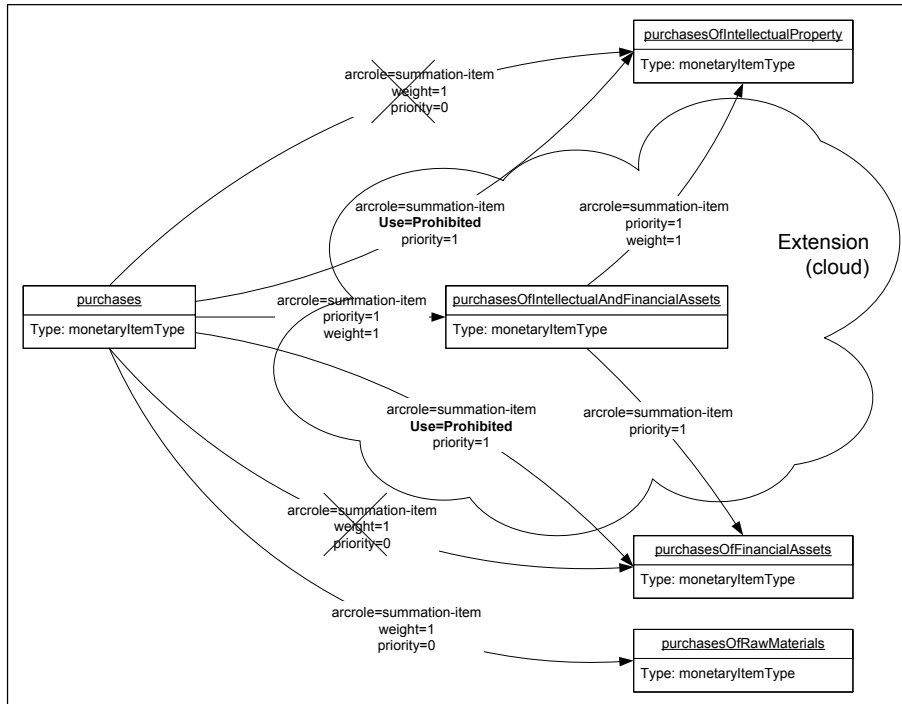 purchasesOfIntellectualProperty
Type: monetaryItemType
arcrole=summation-item
weight=1
priority=0
arcrole=summation-item
Use=Prohibited
priority=1
arcrole=summation-item
priority=1
weight=1
Extension
(cloud)
purchases
Type: monetaryItemType
arcrole=summation-item
priority=1
weight=1
purchasesOfIntellectualAndFinancialAssets
Type: monetaryItemType
arcrole=summation-item
Use=Prohibited
priority=1
arcrole=summation-item
priority=1
arcrole=summation-item
weight=1
priority=0
purchasesOfFinancialAssets
Type: monetaryItemType
arcrole=summation-item
weight=1
priority=0
purchasesOfRawMaterials
Type: monetaryItemType